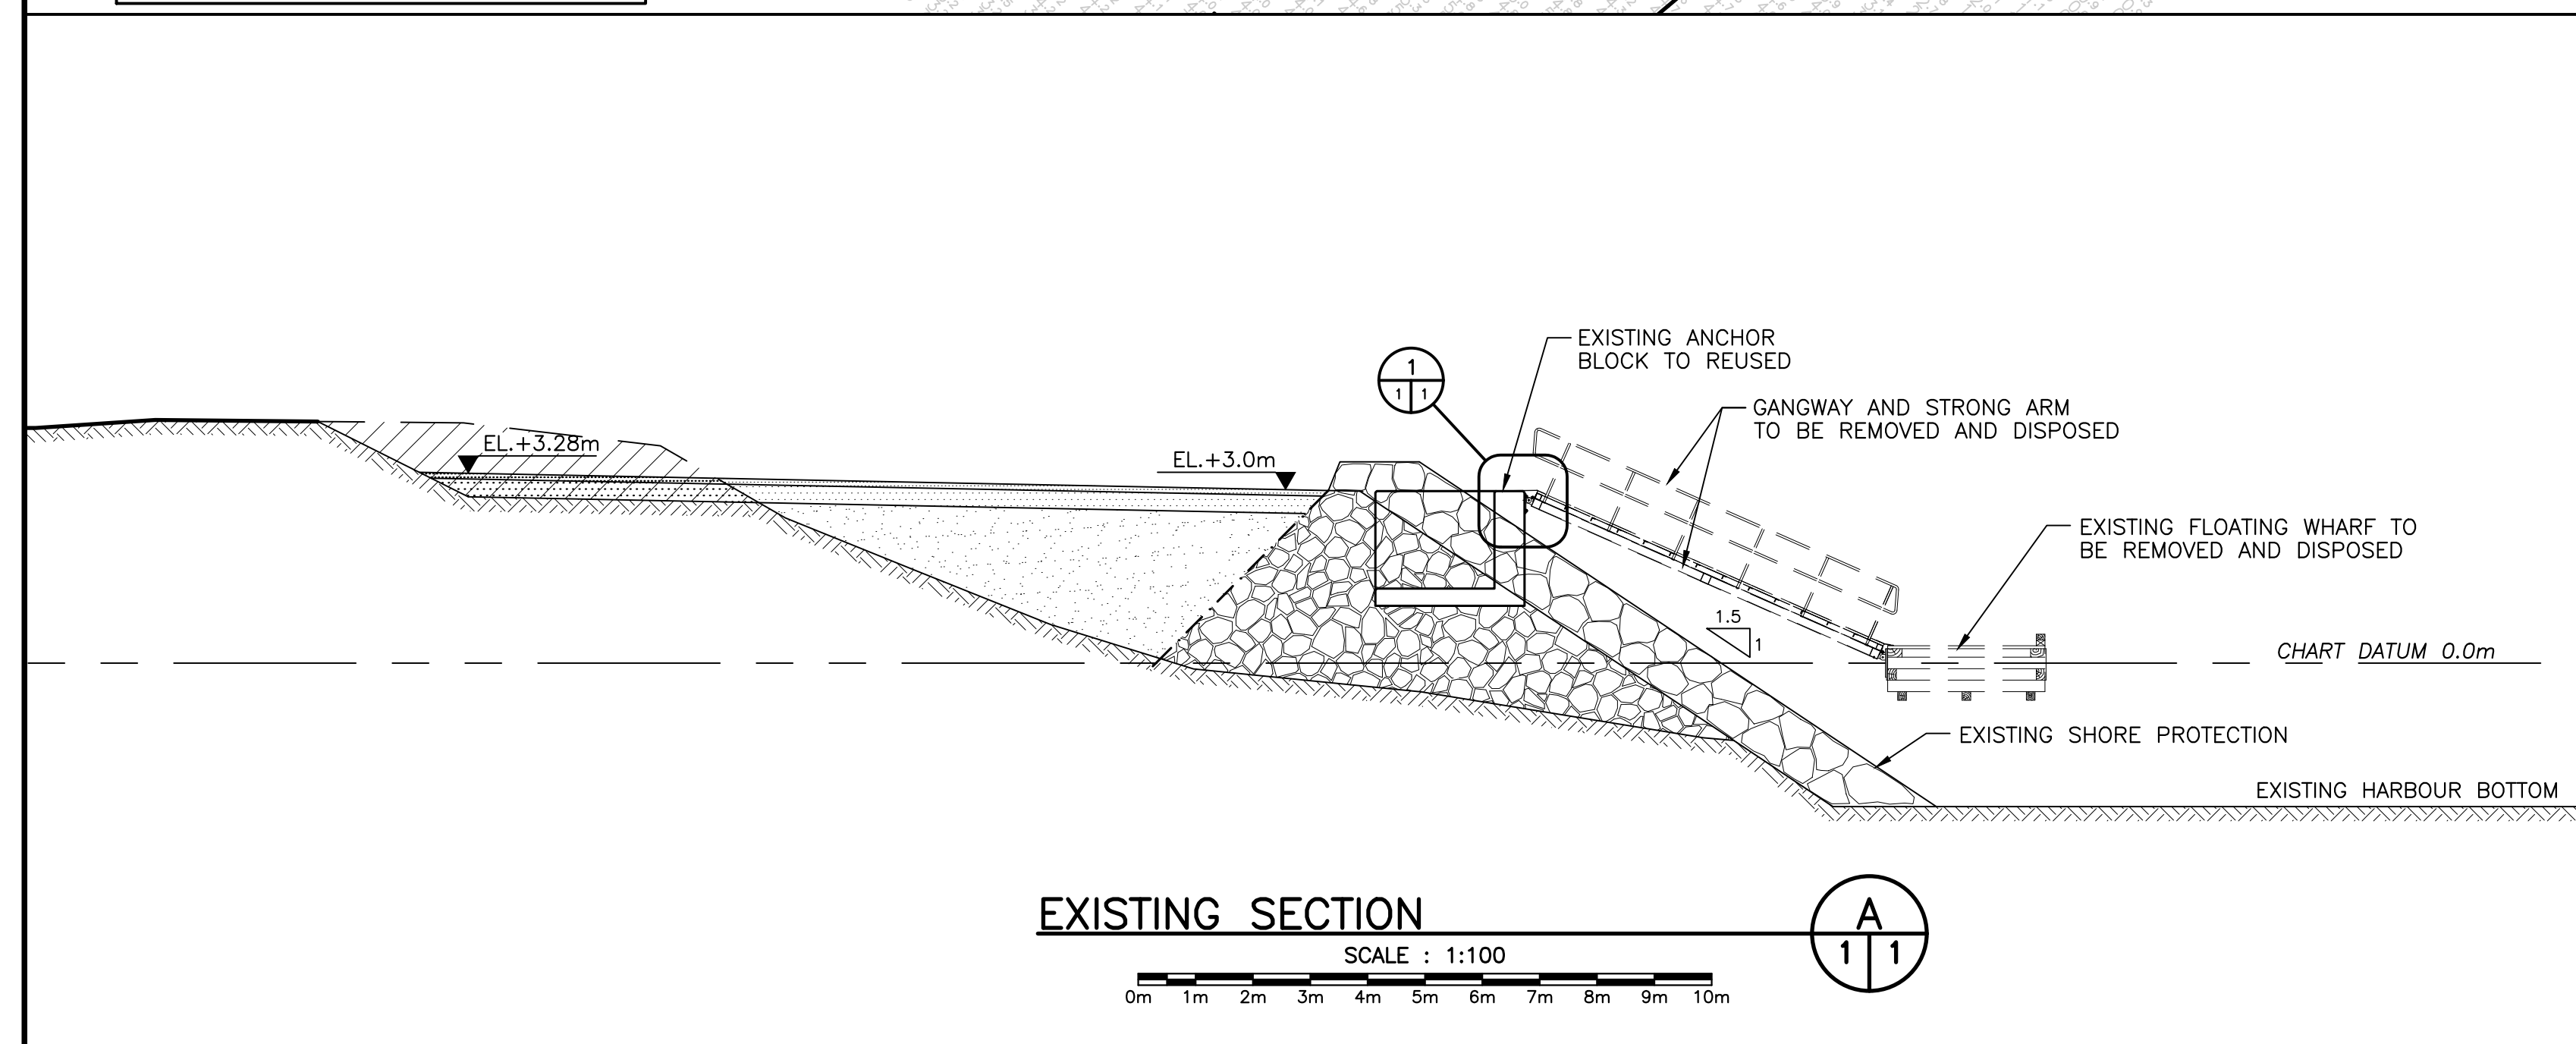 EXISTING ANCHOR
BLOCK TO REUSED
1
1 1
GANGWAY AND STRONG ARM
TO BE REMOVED AND DISPOSED
EL.+3.28m
EL.+3.0m
EXISTING FLOATING WHARF TO
BE REMOVED AND DISPOSED
1.5
1
CHART DATUM 0.0m
EXISTING SHORE PROTECTION
EXISTING HARBOUR BOTTOM
EXISTING SECTION
A
1 1
SCALE : 1:100
0m 1m 2m 3m 4m 5m 6m 7m 8m 9m 10m